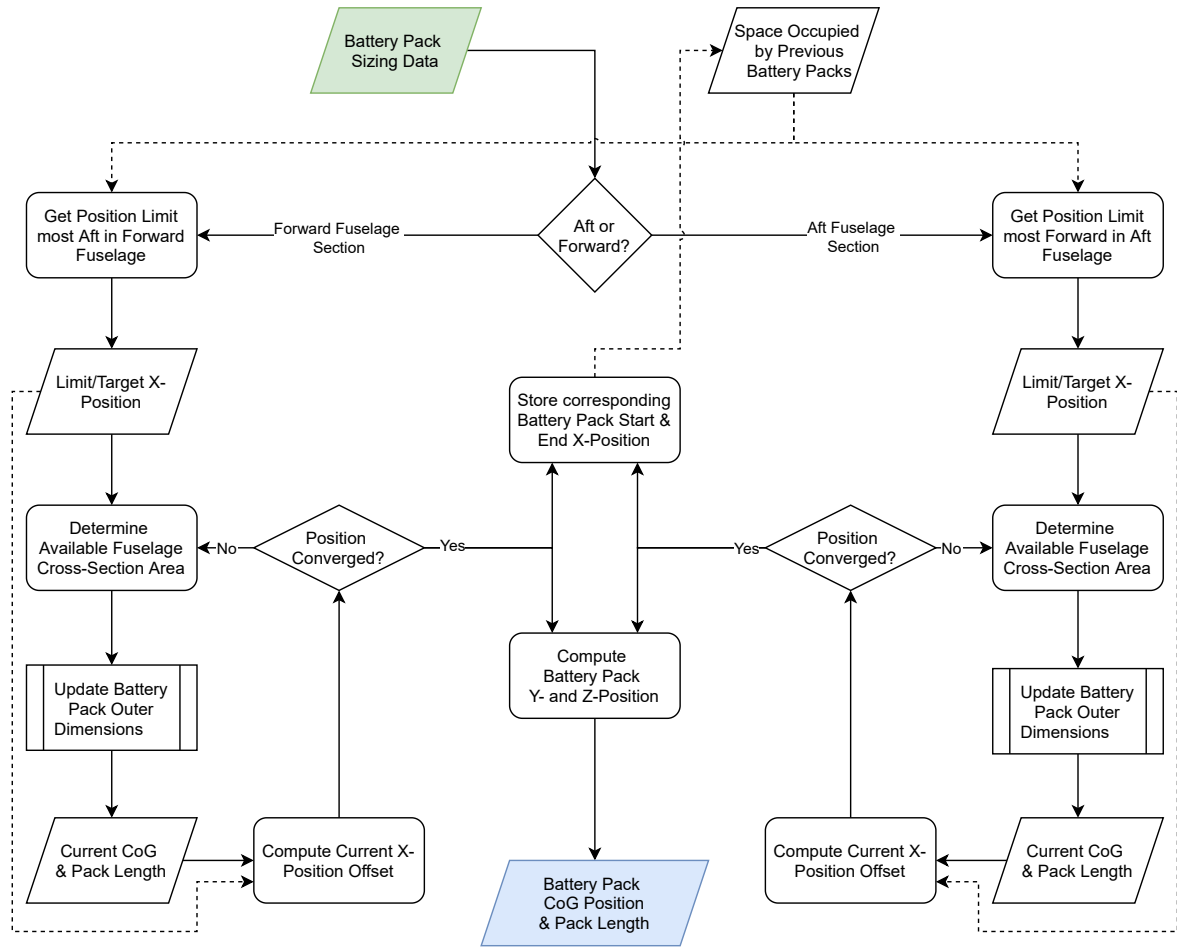 Battery Pack
Sizing Data
Space Occupied
by Previous
Battery Packs
Get Position Limit
most Aft in Forward
Fuselage
Forward Fuselage
Section
Aft or
Forward?
Aft Fuselage
Section
Get Position Limit
most Forward in Aft
Fuselage
Limit/Target X-
Position
Store corresponding
Battery Pack Start &
End X-Position
Limit/Target X-
Position
Determine
Available Fuselage
Cross-Section Area
No
Position
Converged?
Yes
Yes
Position
Converged?
No
Determine
Available Fuselage
Cross-Section Area
Update Battery
Pack Outer
Dimensions
Compute
Battery Pack
Y- and Z-Position
Update Battery
Pack Outer
Dimensions
Current CoG
& Pack Length
Compute Current X-
Position Offset
Battery Pack
CoG Position
& Pack Length
Compute Current X-
Position Offset
Current CoG
& Pack Length